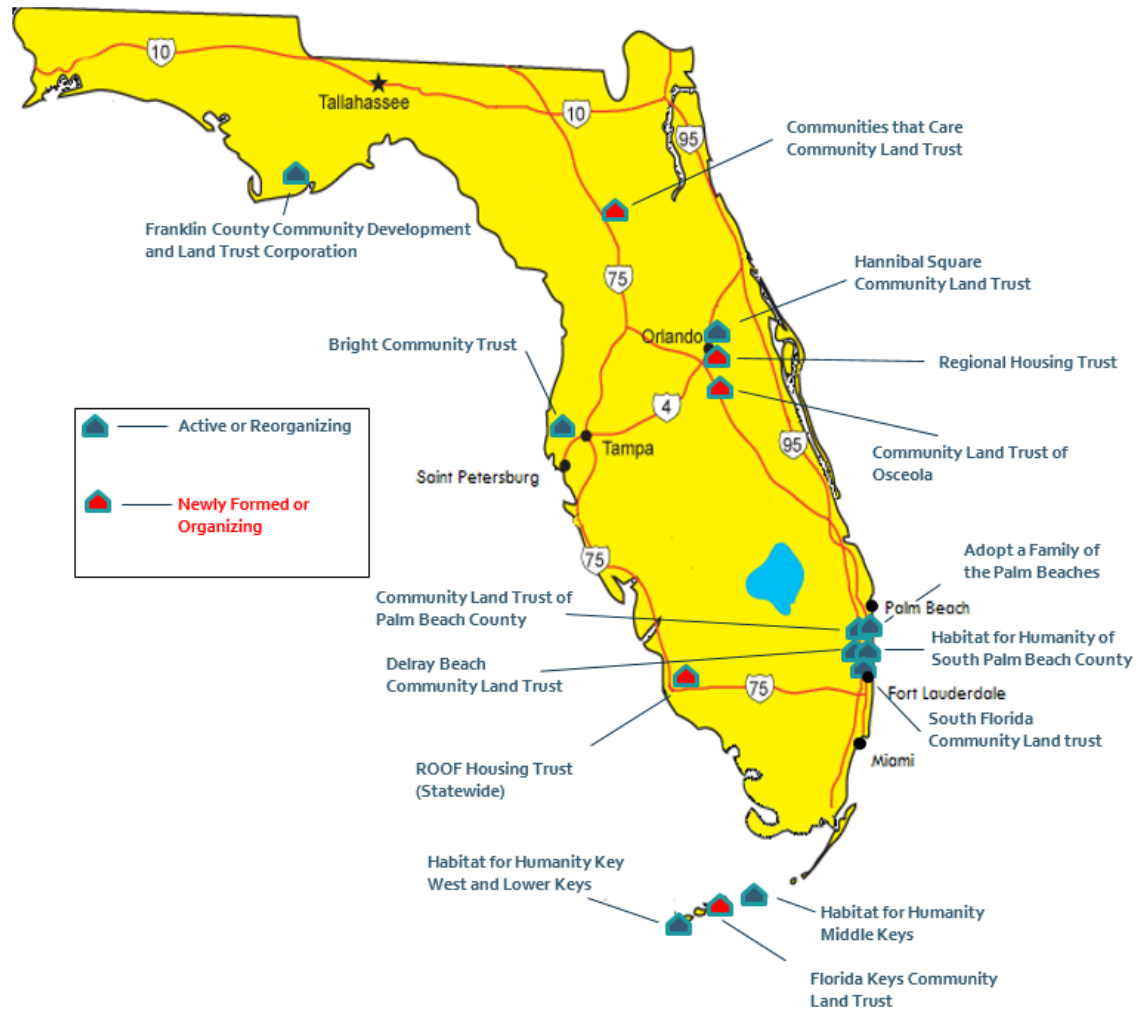 10
Tallahassee
10
95
Communities that Care
Community Land Trust
Franklin County Community Development
and Land Trust Corporation
75
Hannibal Square
Community Land Trust
Orlando
Bright Community Trust
Regional Housing Trust
4
Active or Reorganizing
Tampa
95
Community Land Trust of
Osceola
Saint Petersburg
Newly Formed or
Organizing
75
Adopt a Family of
the Palm Beaches
Community Land Trust of
Palm Beach County
Palm Beach
Habitat for Humanity of
South Palm Beach County
Delray Beach
Community Land Trust
75
Fort Lauderdale
South Florida
Community Land trust
Miami
ROOF Housing Trust
(Statewide)
Habitat for Humanity Key
West and Lower Keys
Habitat for Humanity
Middle Keys
Florida Keys Community
Land Trust